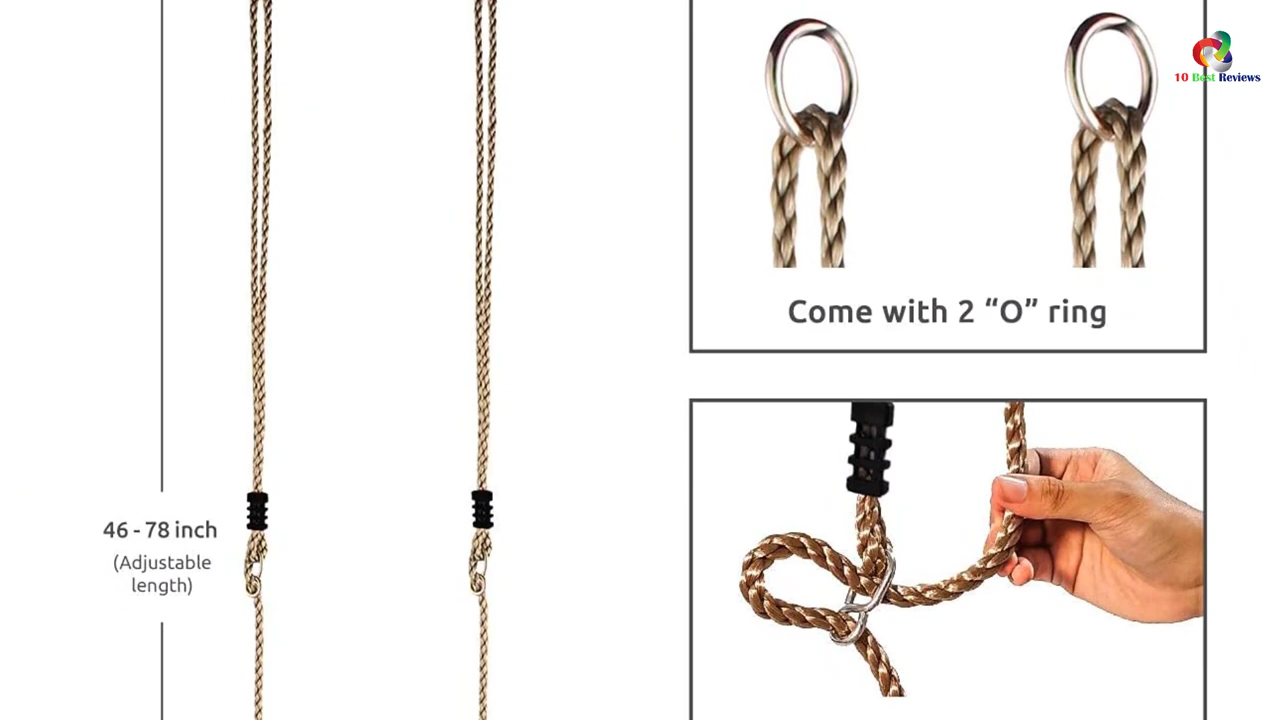 10 Best Reviews
Come with 2 “O” ring
46 - 78 inch
(Adjustable
length)